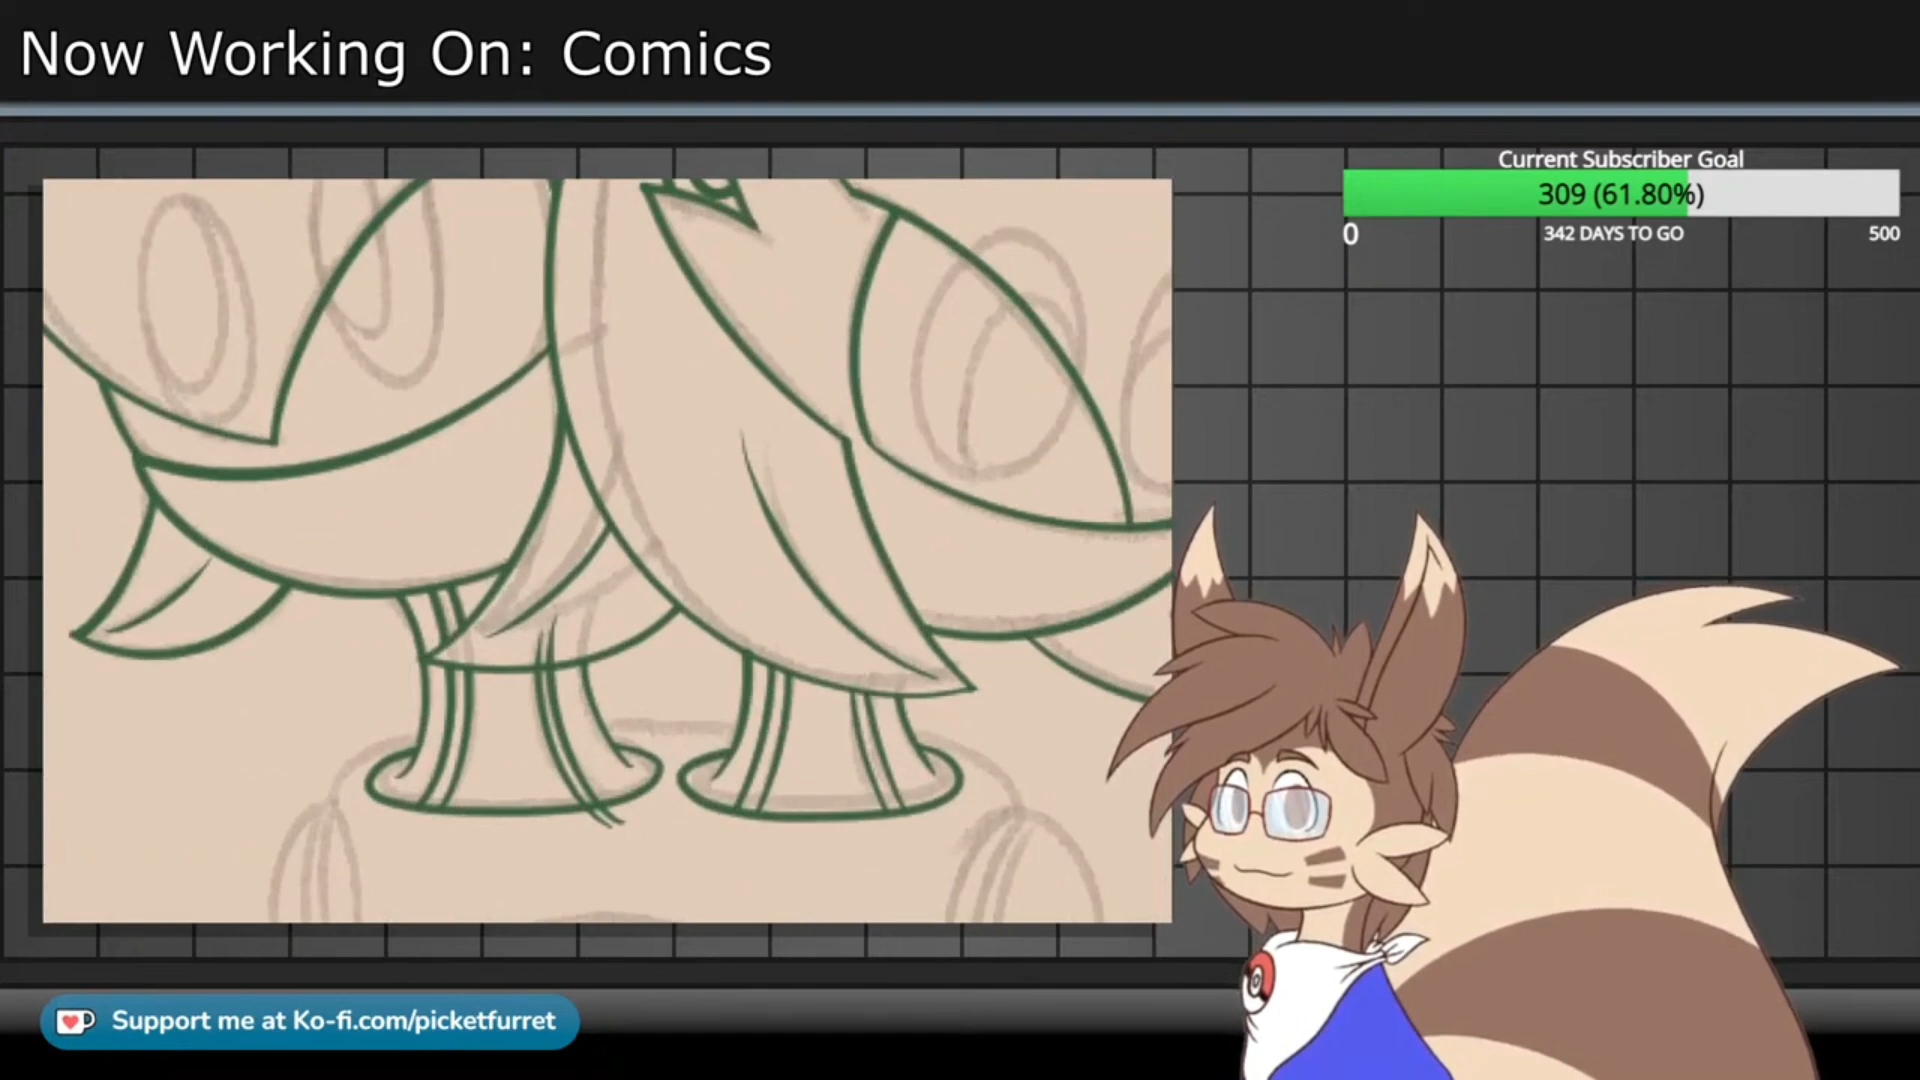 Now Working On: Comics
Current Subscriber Goal
309 (61.80%)
0
342 DAYS TO GO
500
Support me at Ko-fi.com/picketfurret